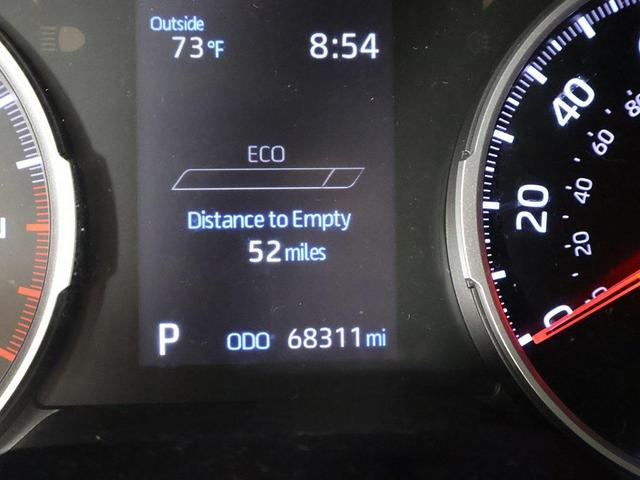 Outside
73°F 8:54
ECO
Distance to Empty
52 miles
P ODO 68311 mi
40
20
0
80
60
40
20